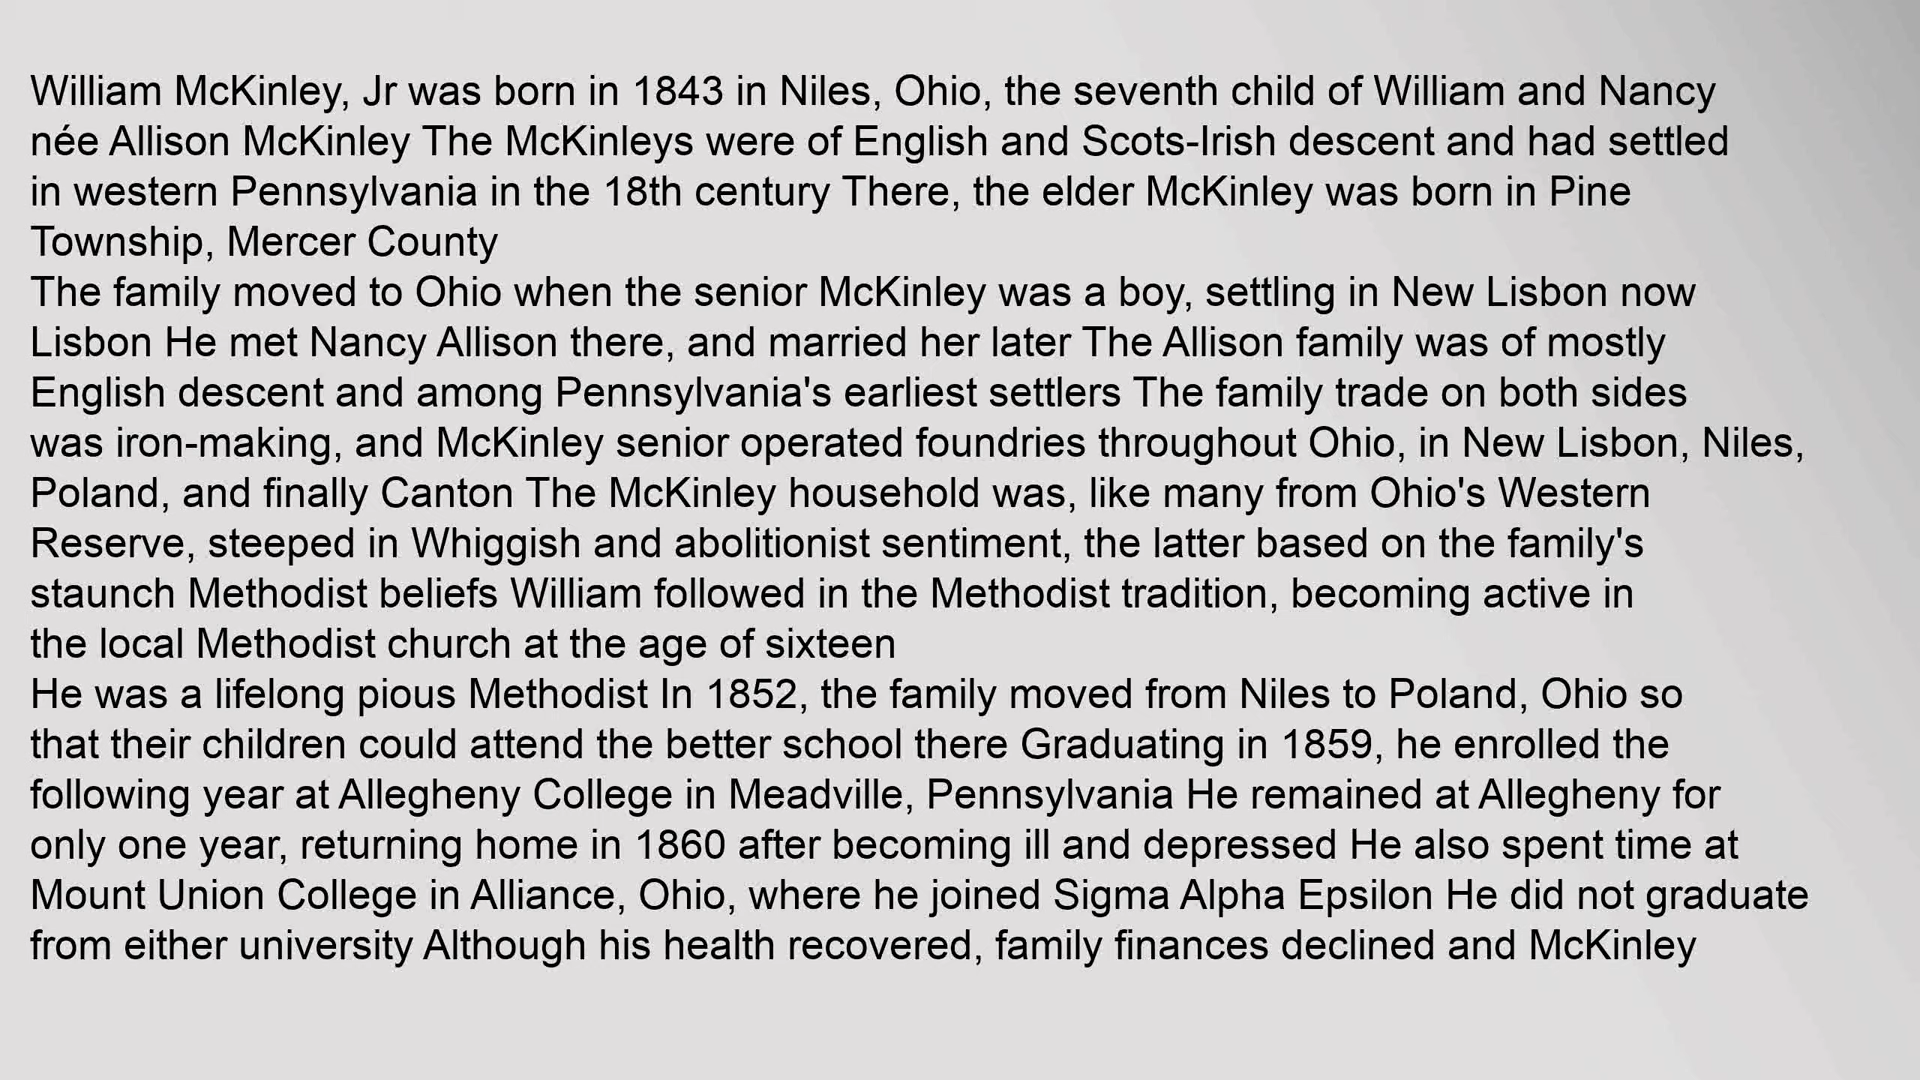 William McKinley, Jr was born in 1843 in Niles, Ohio, the seventh child of William and Nancy
née Allison McKinley The McKinleys were of English and Scots-Irish descent and had settled
in western Pennsylvania in the 18th century There, the elder McKinley was born in Pine
Township, Mercer County
The family moved to Ohio when the senior McKinley was a boy, settling in New Lisbon now
Lisbon He met Nancy Allison there, and married her later The Allison family was of mostly
English descent and among Pennsylvania's earliest settlers The family trade on both sides
was iron-making, and McKinley senior operated foundries throughout Ohio, in New Lisbon, Niles,
Poland, and finally Canton The McKinley household was, like many from Ohio's Western
Reserve, steeped in Whiggish and abolitionist sentiment, the latter based on the family's
staunch Methodist beliefs William followed in the Methodist tradition, becoming active in
the local Methodist church at the age of sixteen
He was a lifelong pious Methodist In 1852, the family moved from Niles to Poland, Ohio so
that their children could attend the better school there Graduating in 1859, he enrolled the
following year at Allegheny College in Meadville, Pennsylvania He remained at Allegheny for
only one year, returning home in 1860 after becoming ill and depressed He also spent time at
Mount Union College in Alliance, Ohio, where he joined Sigma Alpha Epsilon He did not graduate
from either university Although his health recovered, family finances declined and McKinley